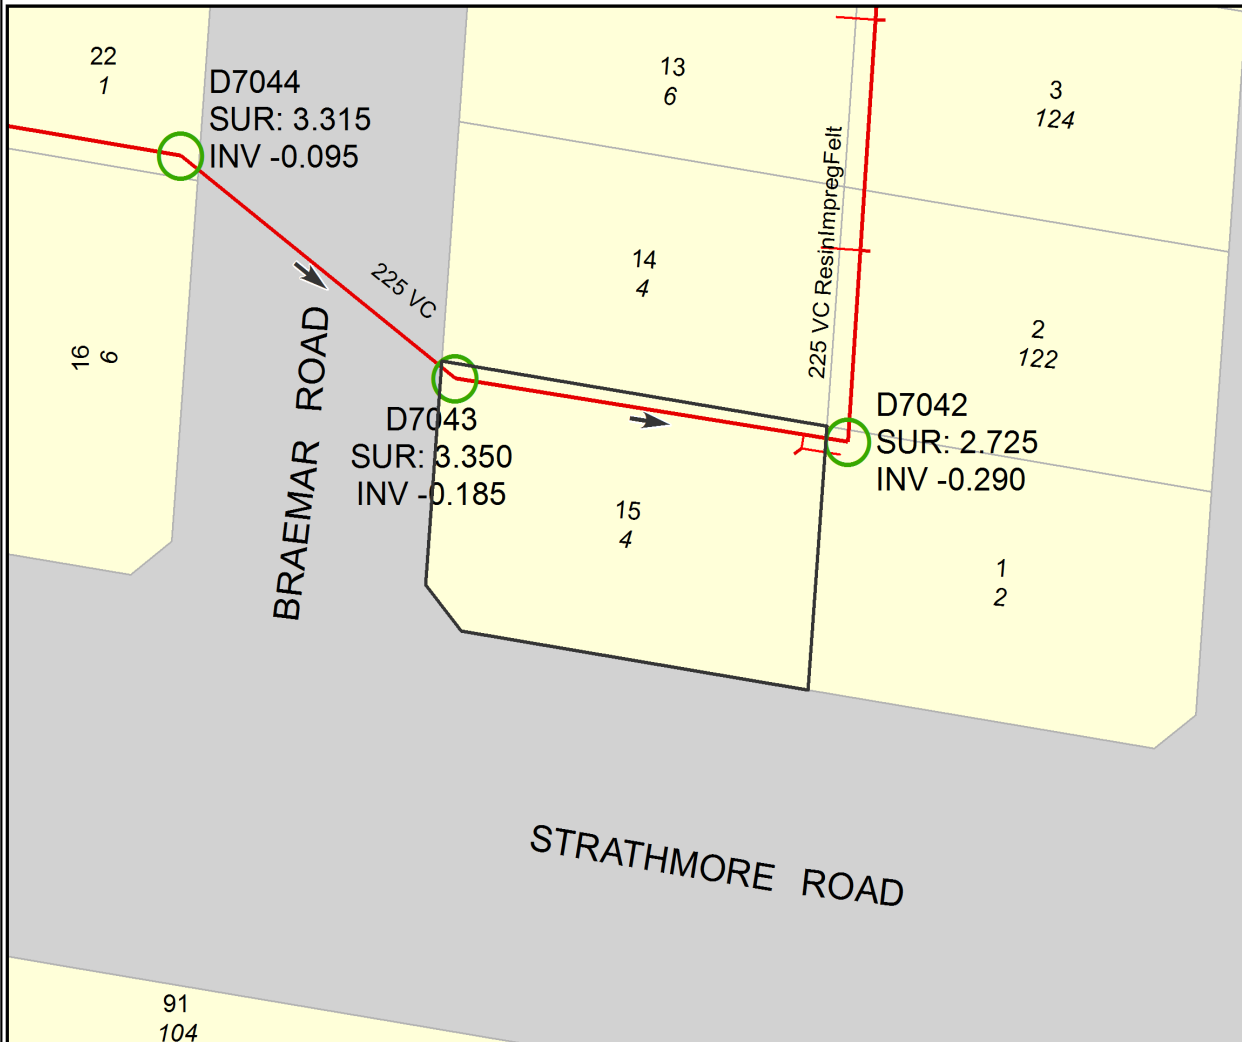 22
1
D7044
SUR: 3.315
INV -0.095
13
6
3
124
225 VC ResinImpregFelt
14
4
225 VC
2
122
16
6
BRAEMAR ROAD
D7043
SUR: 3.350
INV -0.185
D7042
SUR: 2.725
INV -0.290
15
4
1
2
STRATHMORE ROAD
91
104